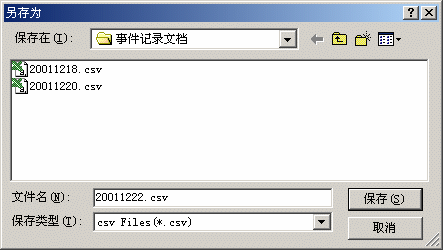 另存为
保存在(I): 事件记录文档
20011218.csv
20011220.csv
文件名(N): 20011222.csv 保存(S)
保存类型(T): csv Files(*.csv) 取消